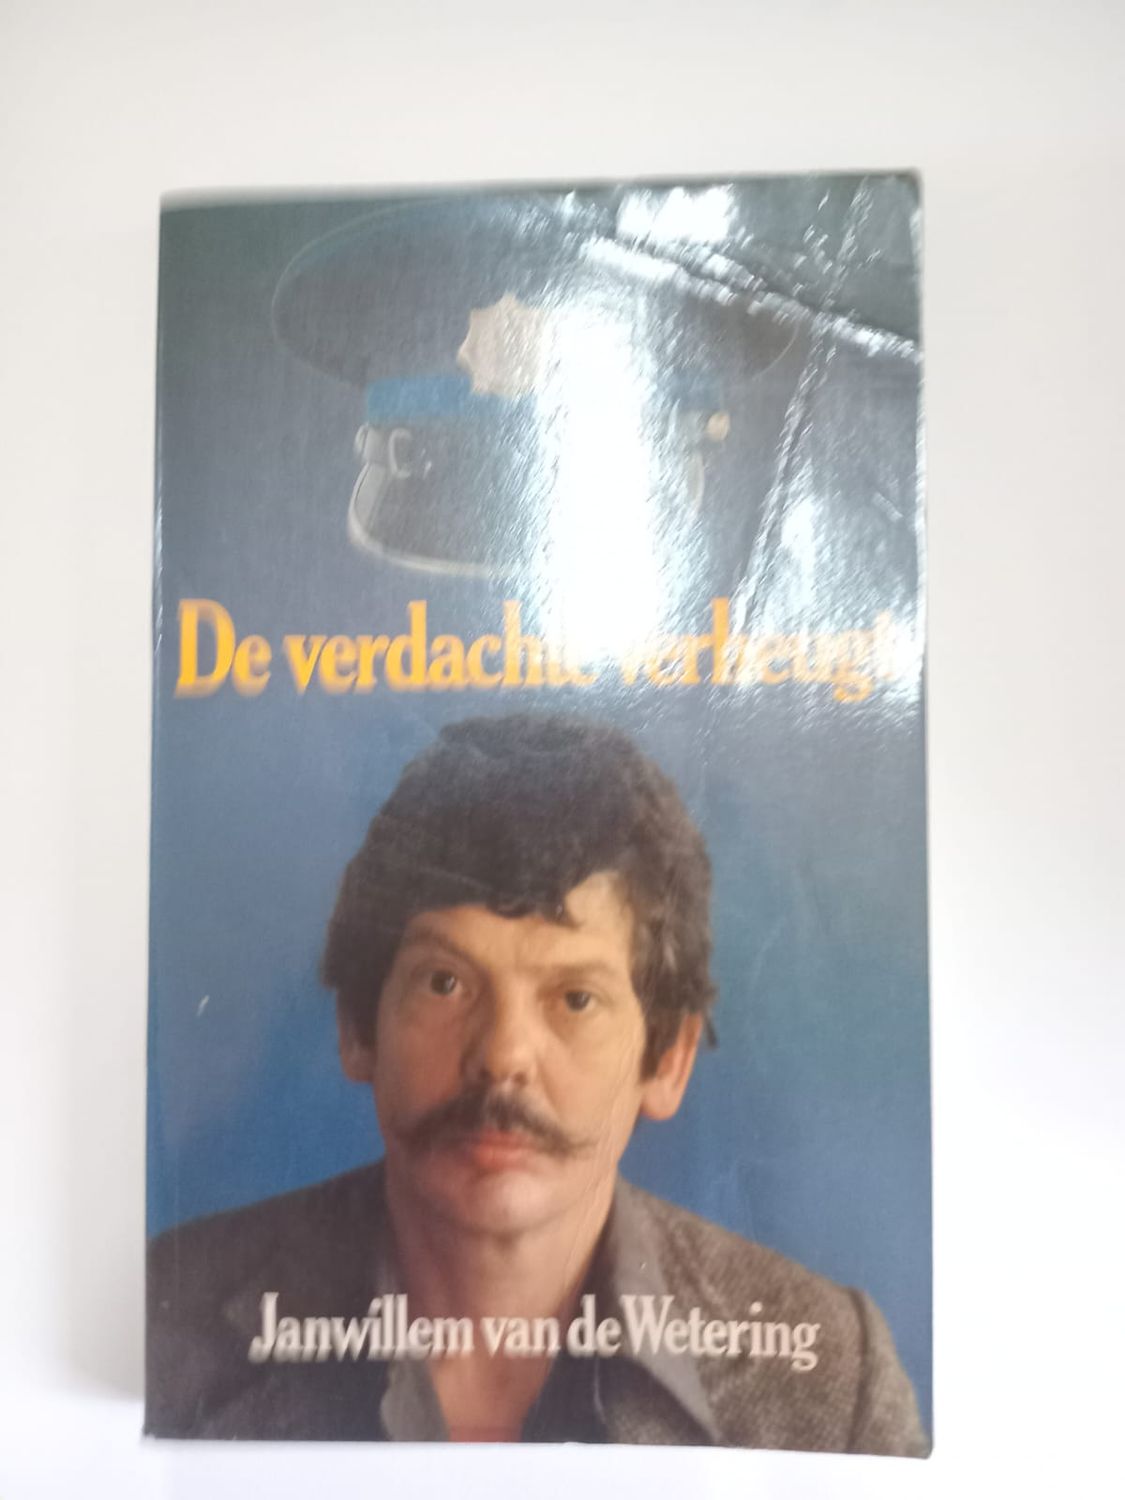 De verdachte verheugt
Janwillem van de Wetering